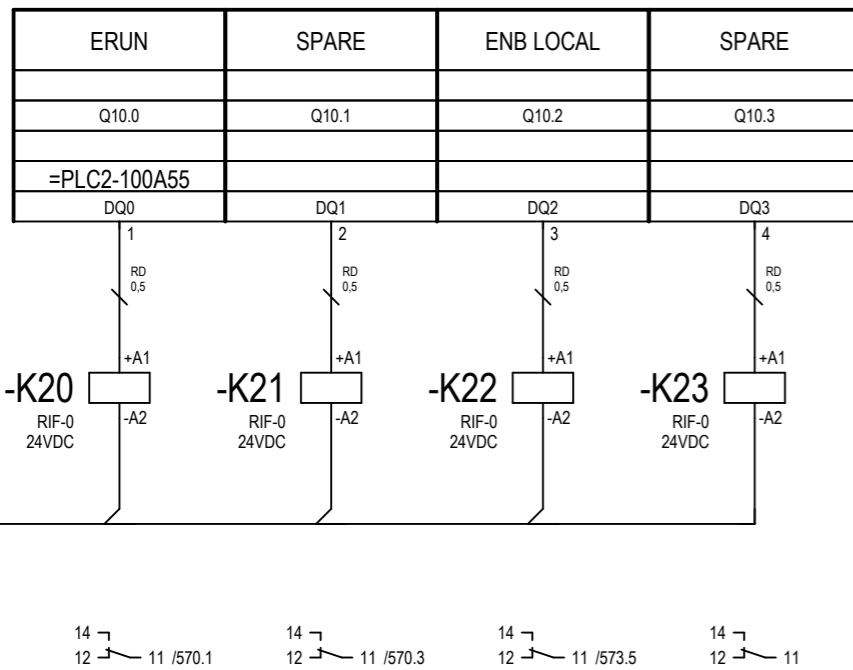 ERUN SPARE ENB LOCAL SPARE
Q10.0 Q10.1 Q10.2 Q10.3
=PLC2-100A55
DQ0 DQ1 DQ2 DQ3
1 2 3 4
RD RD RD RD
0,5 0,5 0,5 0,5
+A1 +A1 +A1 +A1
-K20 -K21 -K22 -K23
RIF-0 -A2 RIF-0 -A2 RIF-0 -A2 RIF-0 -A2
24VDC 24VDC 24VDC 24VDC
14 14 14 14
12 11 /570.1 12 11 /570.3 12 11 /573.5 12 11